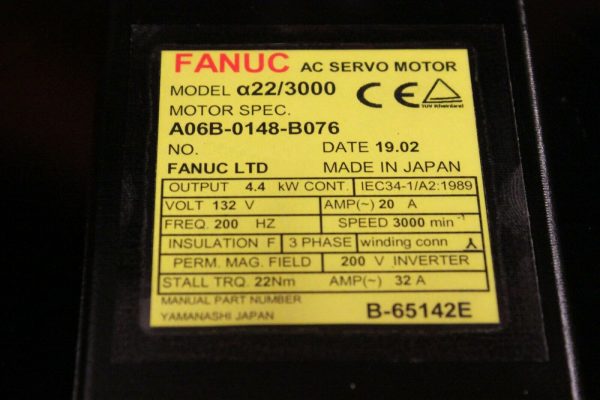 FANUC AC SERVO MOTOR
MODEL α22/3000
CE
TÜV Rheinland
MOTOR SPEC.
A06B-0148-B076
NO. DATE 19.02
FANUC LTD MADE IN JAPAN
OUTPUT 4.4 kW CONT. IEC34-1/A2:1989
VOLT 132 V AMP(~) 20 A
FREQ. 200 HZ SPEED 3000 min⁻¹
INSULATION F 3 PHASE winding conn
PERM. MAG. FIELD 200 V INVERTER
STALL TRQ. 22Nm AMP(~) 32 A
MANUAL PART NUMBER
YAMANASHI JAPAN B-65142E